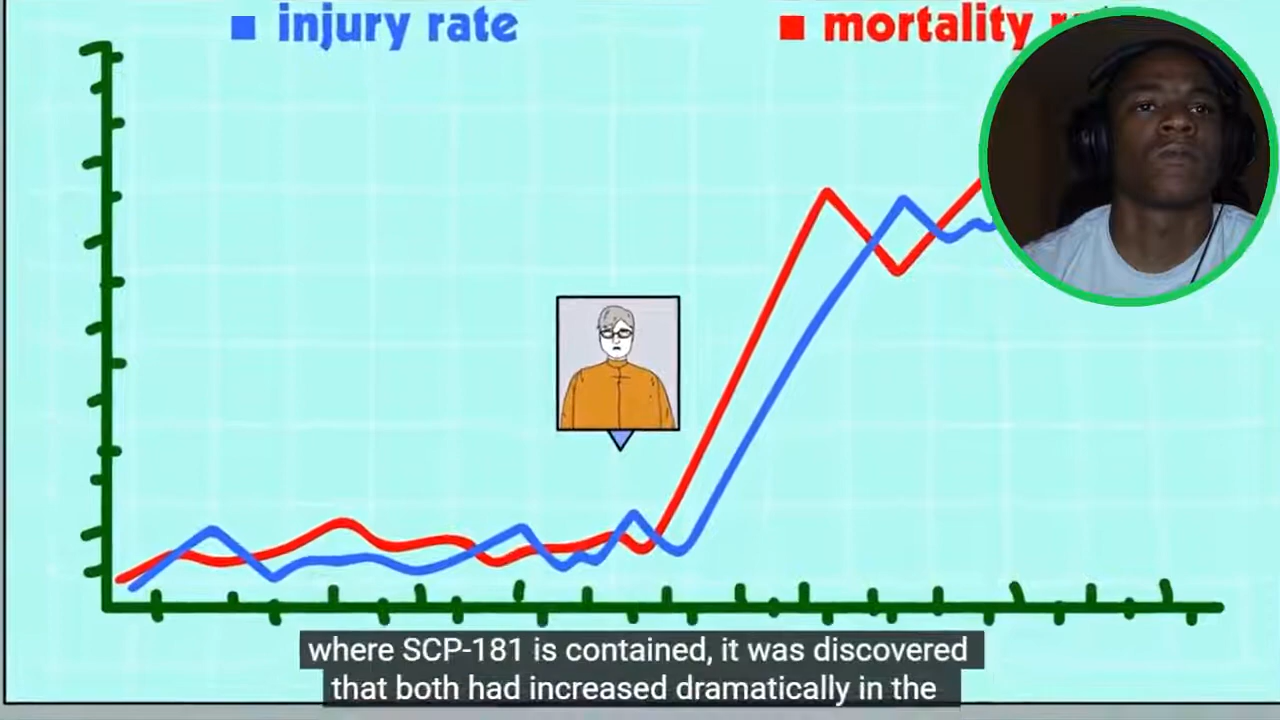 injury rate
mortality
where SCP-181 is contained, it was discovered
that both had increased dramatically in the